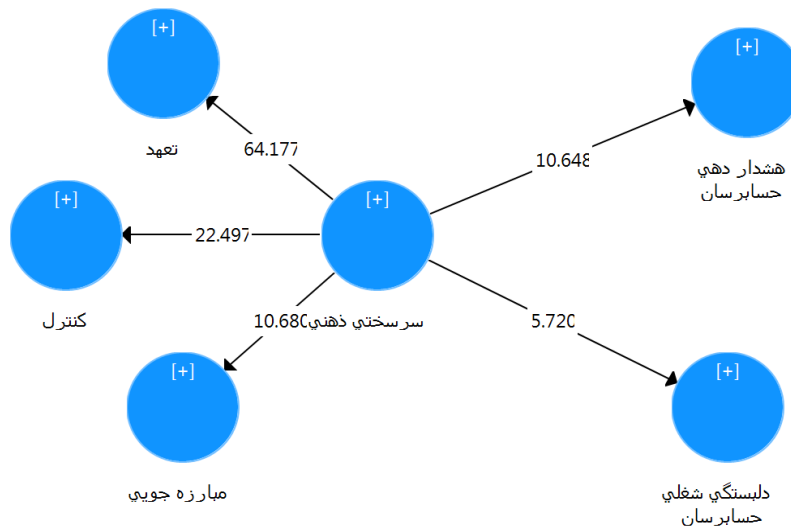 [+]
تعهد
64.177
[+]
هشدار دهي
حسابرسان
10.648
[+]
كنترل
22.497
[+]
سرسختي ذهني
10.680
[+]
مبارزه جويي
5.720
[+]
دلبستگي شغلي
حسابرسان